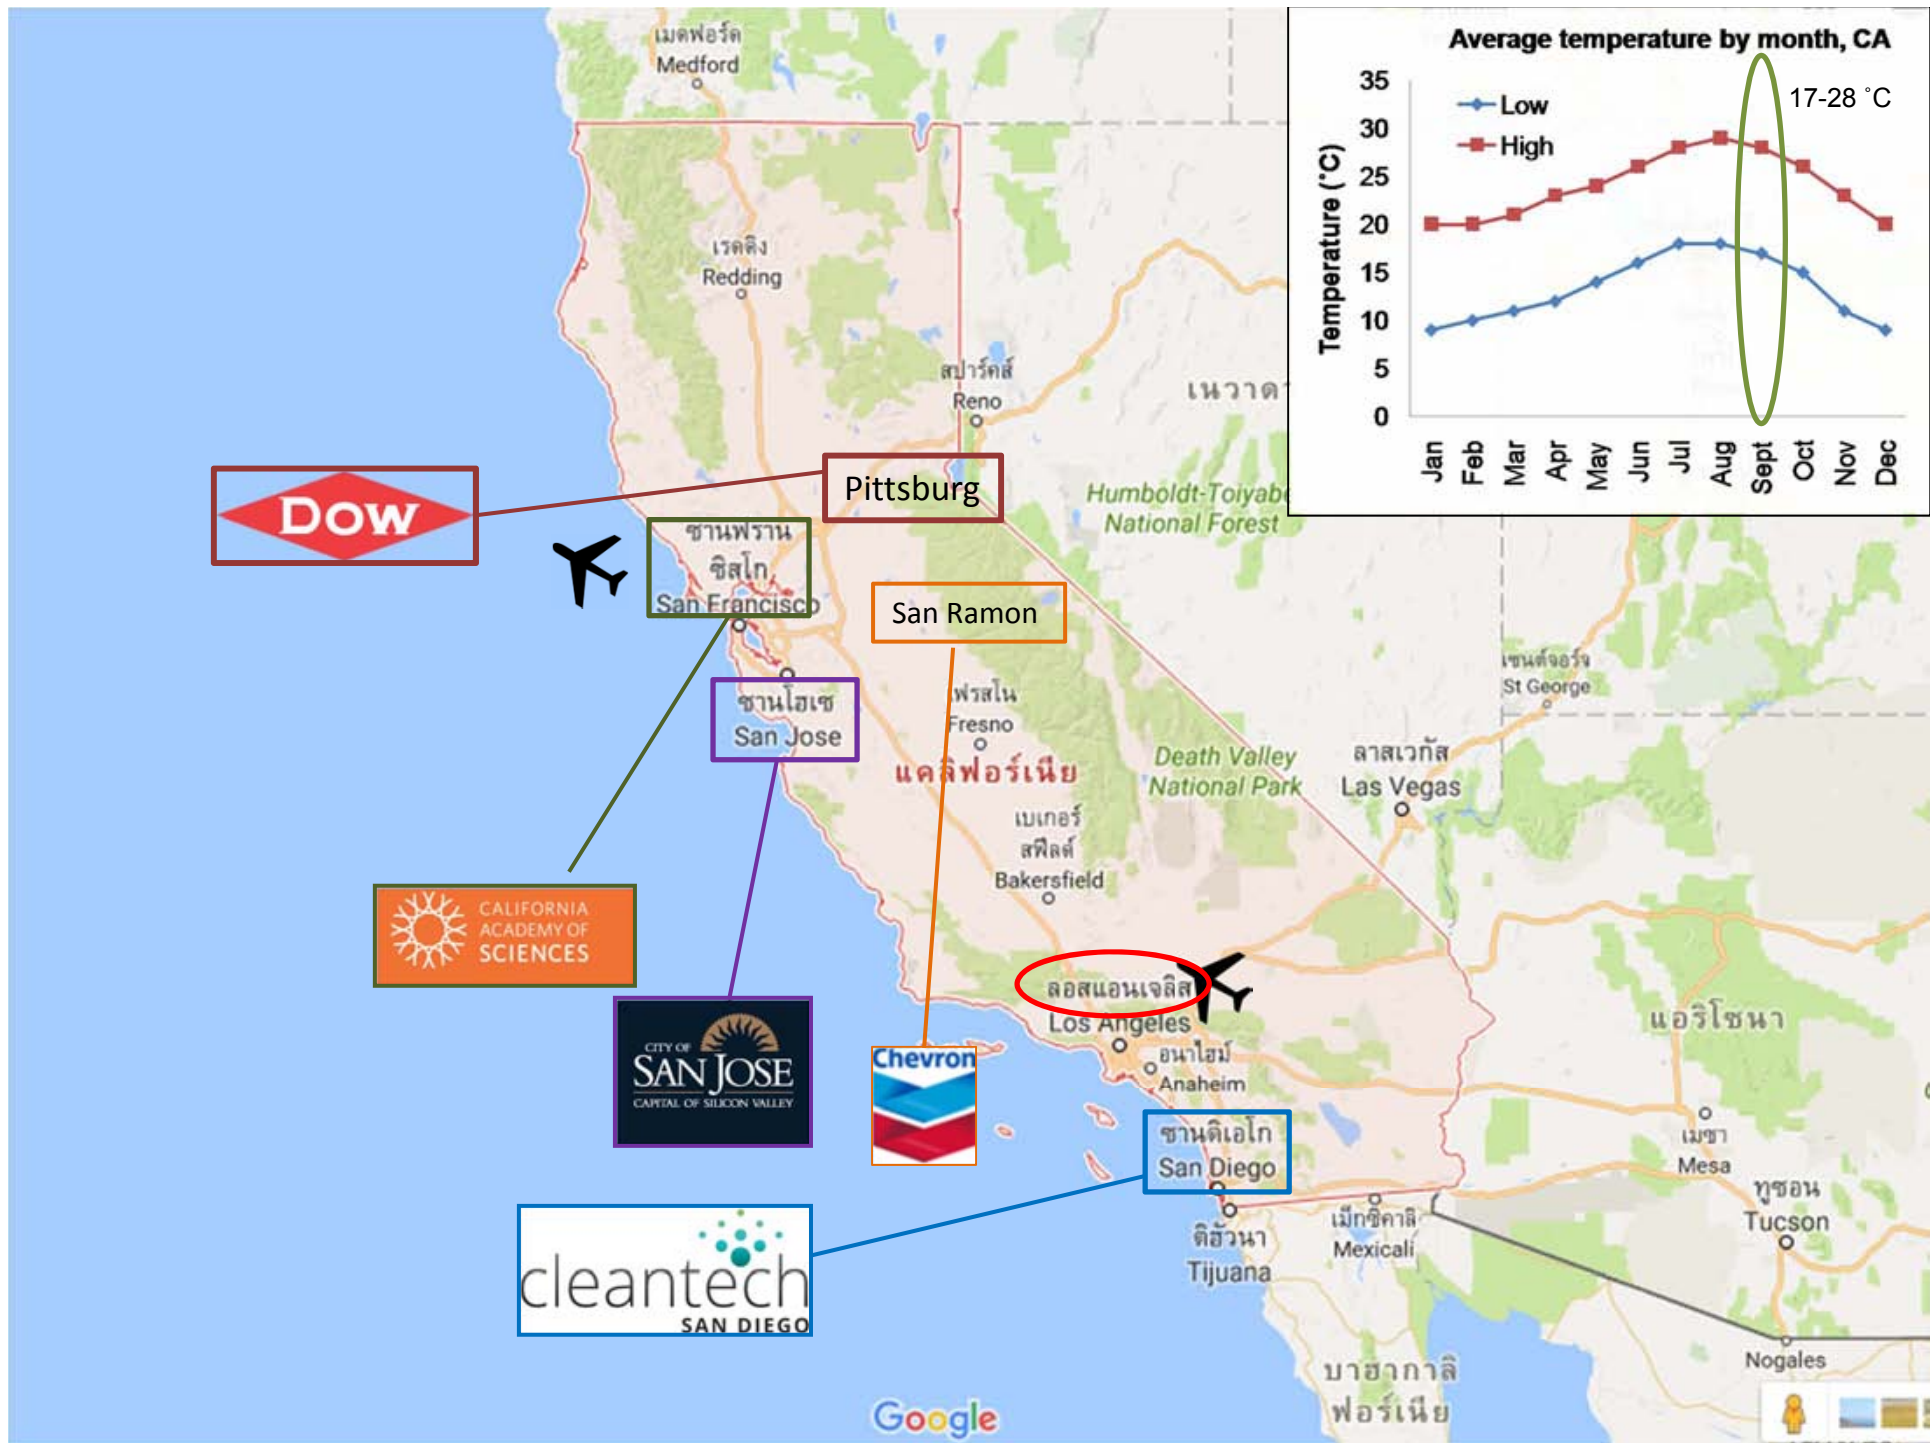 เมดฟอร์ด
Medford
Average temperature by month, CA
35
30
25
20
15
10
5
0
Temperature (°C)
Low
High
17-28 °C
Jan
Feb
Mar
Apr
May
Jun
Jul
Aug
Sept
Oct
Nov
Dec
เรดดิง
Redding
สปาร์คส์
Reno
Dow
Pittsburg
Humboldt-Toiyabe
National Forest
ซานฟราน
ซิสโก
San Francisco
San Ramon
เซนต์จอร์จ
St George
ซานโฮเซ
San Jose
เฟรสโน
Fresno
แคลิฟอร์เนีย
Death Valley
National Park
ลาสเวกัส
Las Vegas
เบเกอร์
สฟีลด์
Bakersfield
CALIFORNIA
ACADEMY OF
SCIENCES
ลอสแอนเจลิส
Los Angeles
อนาไฮม์
Anaheim
แอริโซนา
CITY OF
SAN JOSE
CAPITAL OF SILICON VALLEY
Chevron
ซานดิเอโก
San Diego
เมซา
Mesa
ทูซอน
Tucson
ติฮัวนา
Tijuana
เม็กซิคาลิ
Mexicali
cleantech
SAN DIEGO
บาฮากาลิ
ฟอร์เนีย
Nogales
Google